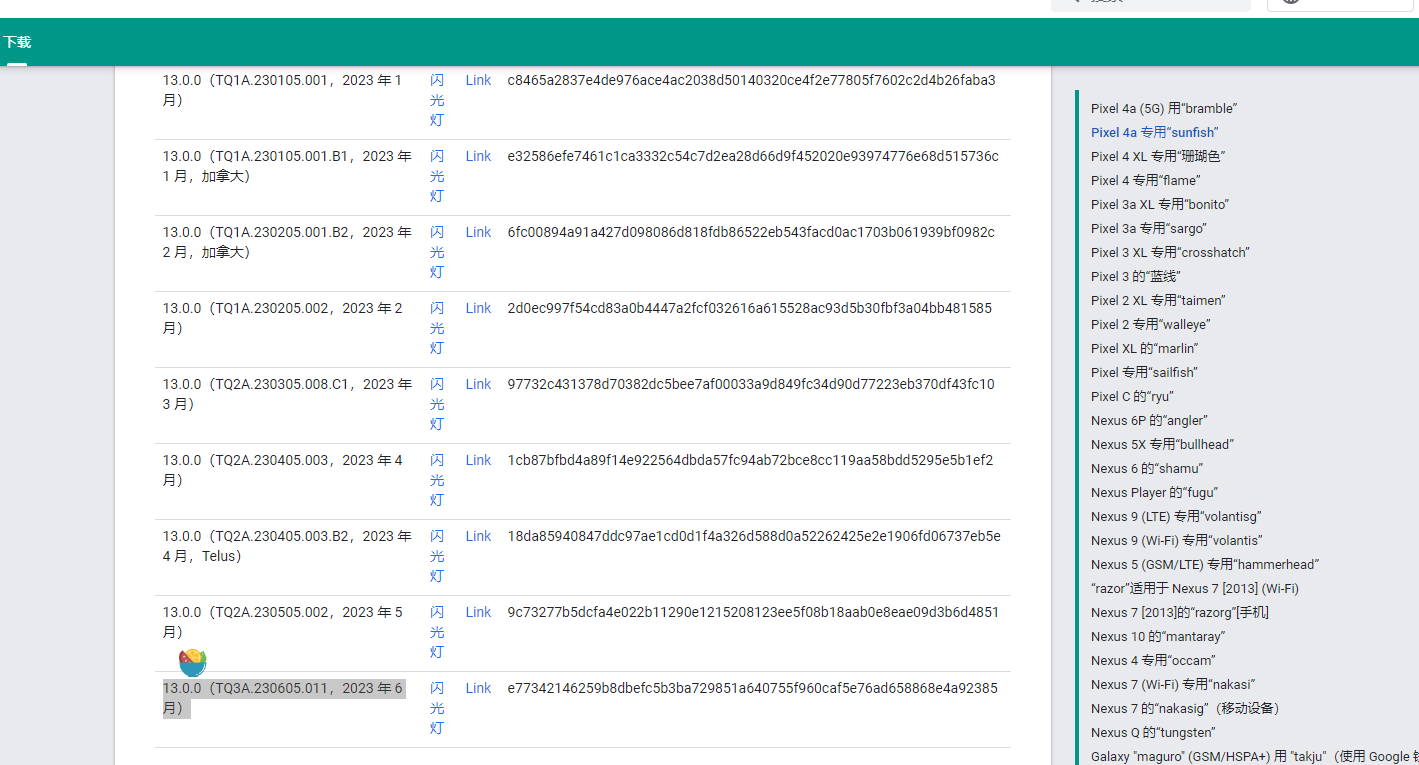 下载
13.0.0（TQ1A.230105.001，2023 年 1
月）
闪
光
灯
Link
c8465a2837e4de976ace4ac2038d50140320ce4f2e77805f7602c2d4b26faba3
13.0.0（TQ1A.230105.001.B1，2023 年
1 月，加拿大）
闪
光
灯
Link
e32586efe7461c1ca3332c54c7d2ea28d66d9f452020e93974776e68d515736c
13.0.0（TQ1A.230205.001.B2，2023 年
2 月，加拿大）
闪
光
灯
Link
6fc00894a91a427d098086d818fdb86522eb543facd0ac1703b061939bf0982c
13.0.0（TQ1A.230205.002，2023 年 2
月）
闪
光
灯
Link
2d0ec997f54cd83a0b4447a2fcf032616a615528ac93d5b30fbf3a04bb481585
13.0.0（TQ2A.230305.008.C1，2023 年
3 月）
闪
光
灯
Link
97732c431378d70382dc5bee7af00033a9d849fc34d90d77223eb370df43fc10
13.0.0（TQ2A.230405.003，2023 年 4
月）
闪
光
灯
Link
1cb87bfbd4a89f14e922564dbda57fc94ab72bce8cc119aa58bdd5295e5b1ef2
13.0.0（TQ2A.230405.003.B2，2023 年
4 月，Telus）
闪
光
灯
Link
18da85940847ddc97ae1cd0d1f4a326d588d0a52262425e2e1906fd06737eb5e
13.0.0（TQ2A.230505.002，2023 年 5
月）
闪
光
灯
Link
9c73277b5dcfa4e022b11290e1215208123ee5f08b18aab0e8eae09d3b6d4851
13.0.0（TQ3A.230605.011，2023 年 6
月）
闪
光
灯
Link
e77342146259b8dbefc5b3ba729851a640755f960caf5e76ad658868e4a92385
Pixel 4a (5G) 用“bramble”
Pixel 4a 专用“sunfish”
Pixel 4 XL 专用“珊瑚色”
Pixel 4 专用“flame”
Pixel 3a XL 专用“bonito”
Pixel 3a 专用“sargo”
Pixel 3 XL 专用“crosshatch”
Pixel 3 的“蓝线”
Pixel 2 XL 专用“taimen”
Pixel 2 专用“walleye”
Pixel XL 的“marlin”
Pixel 专用“sailfish”
Pixel C 的“ryu”
Nexus 6P 的“angler”
Nexus 5X 专用“bullhead”
Nexus 6 的“shamu”
Nexus Player 的“fugu”
Nexus 9 (LTE) 专用“volantisg”
Nexus 9 (Wi-Fi) 专用“volantis”
Nexus 5 (GSM/LTE) 专用“hammerhead”
“razor”适用于 Nexus 7 [2013] (Wi-Fi)
Nexus 7 [2013]的“razorg”[手机]
Nexus 10 的“mantaray”
Nexus 4 专用“occam”
Nexus 7 (Wi-Fi) 专用“nakasi”
Nexus 7 的“nakasig”（移动设备）
Nexus Q 的“tungsten”
Galaxy "maguro" (GSM/HSPA+) 用 "takju"（使用 Google